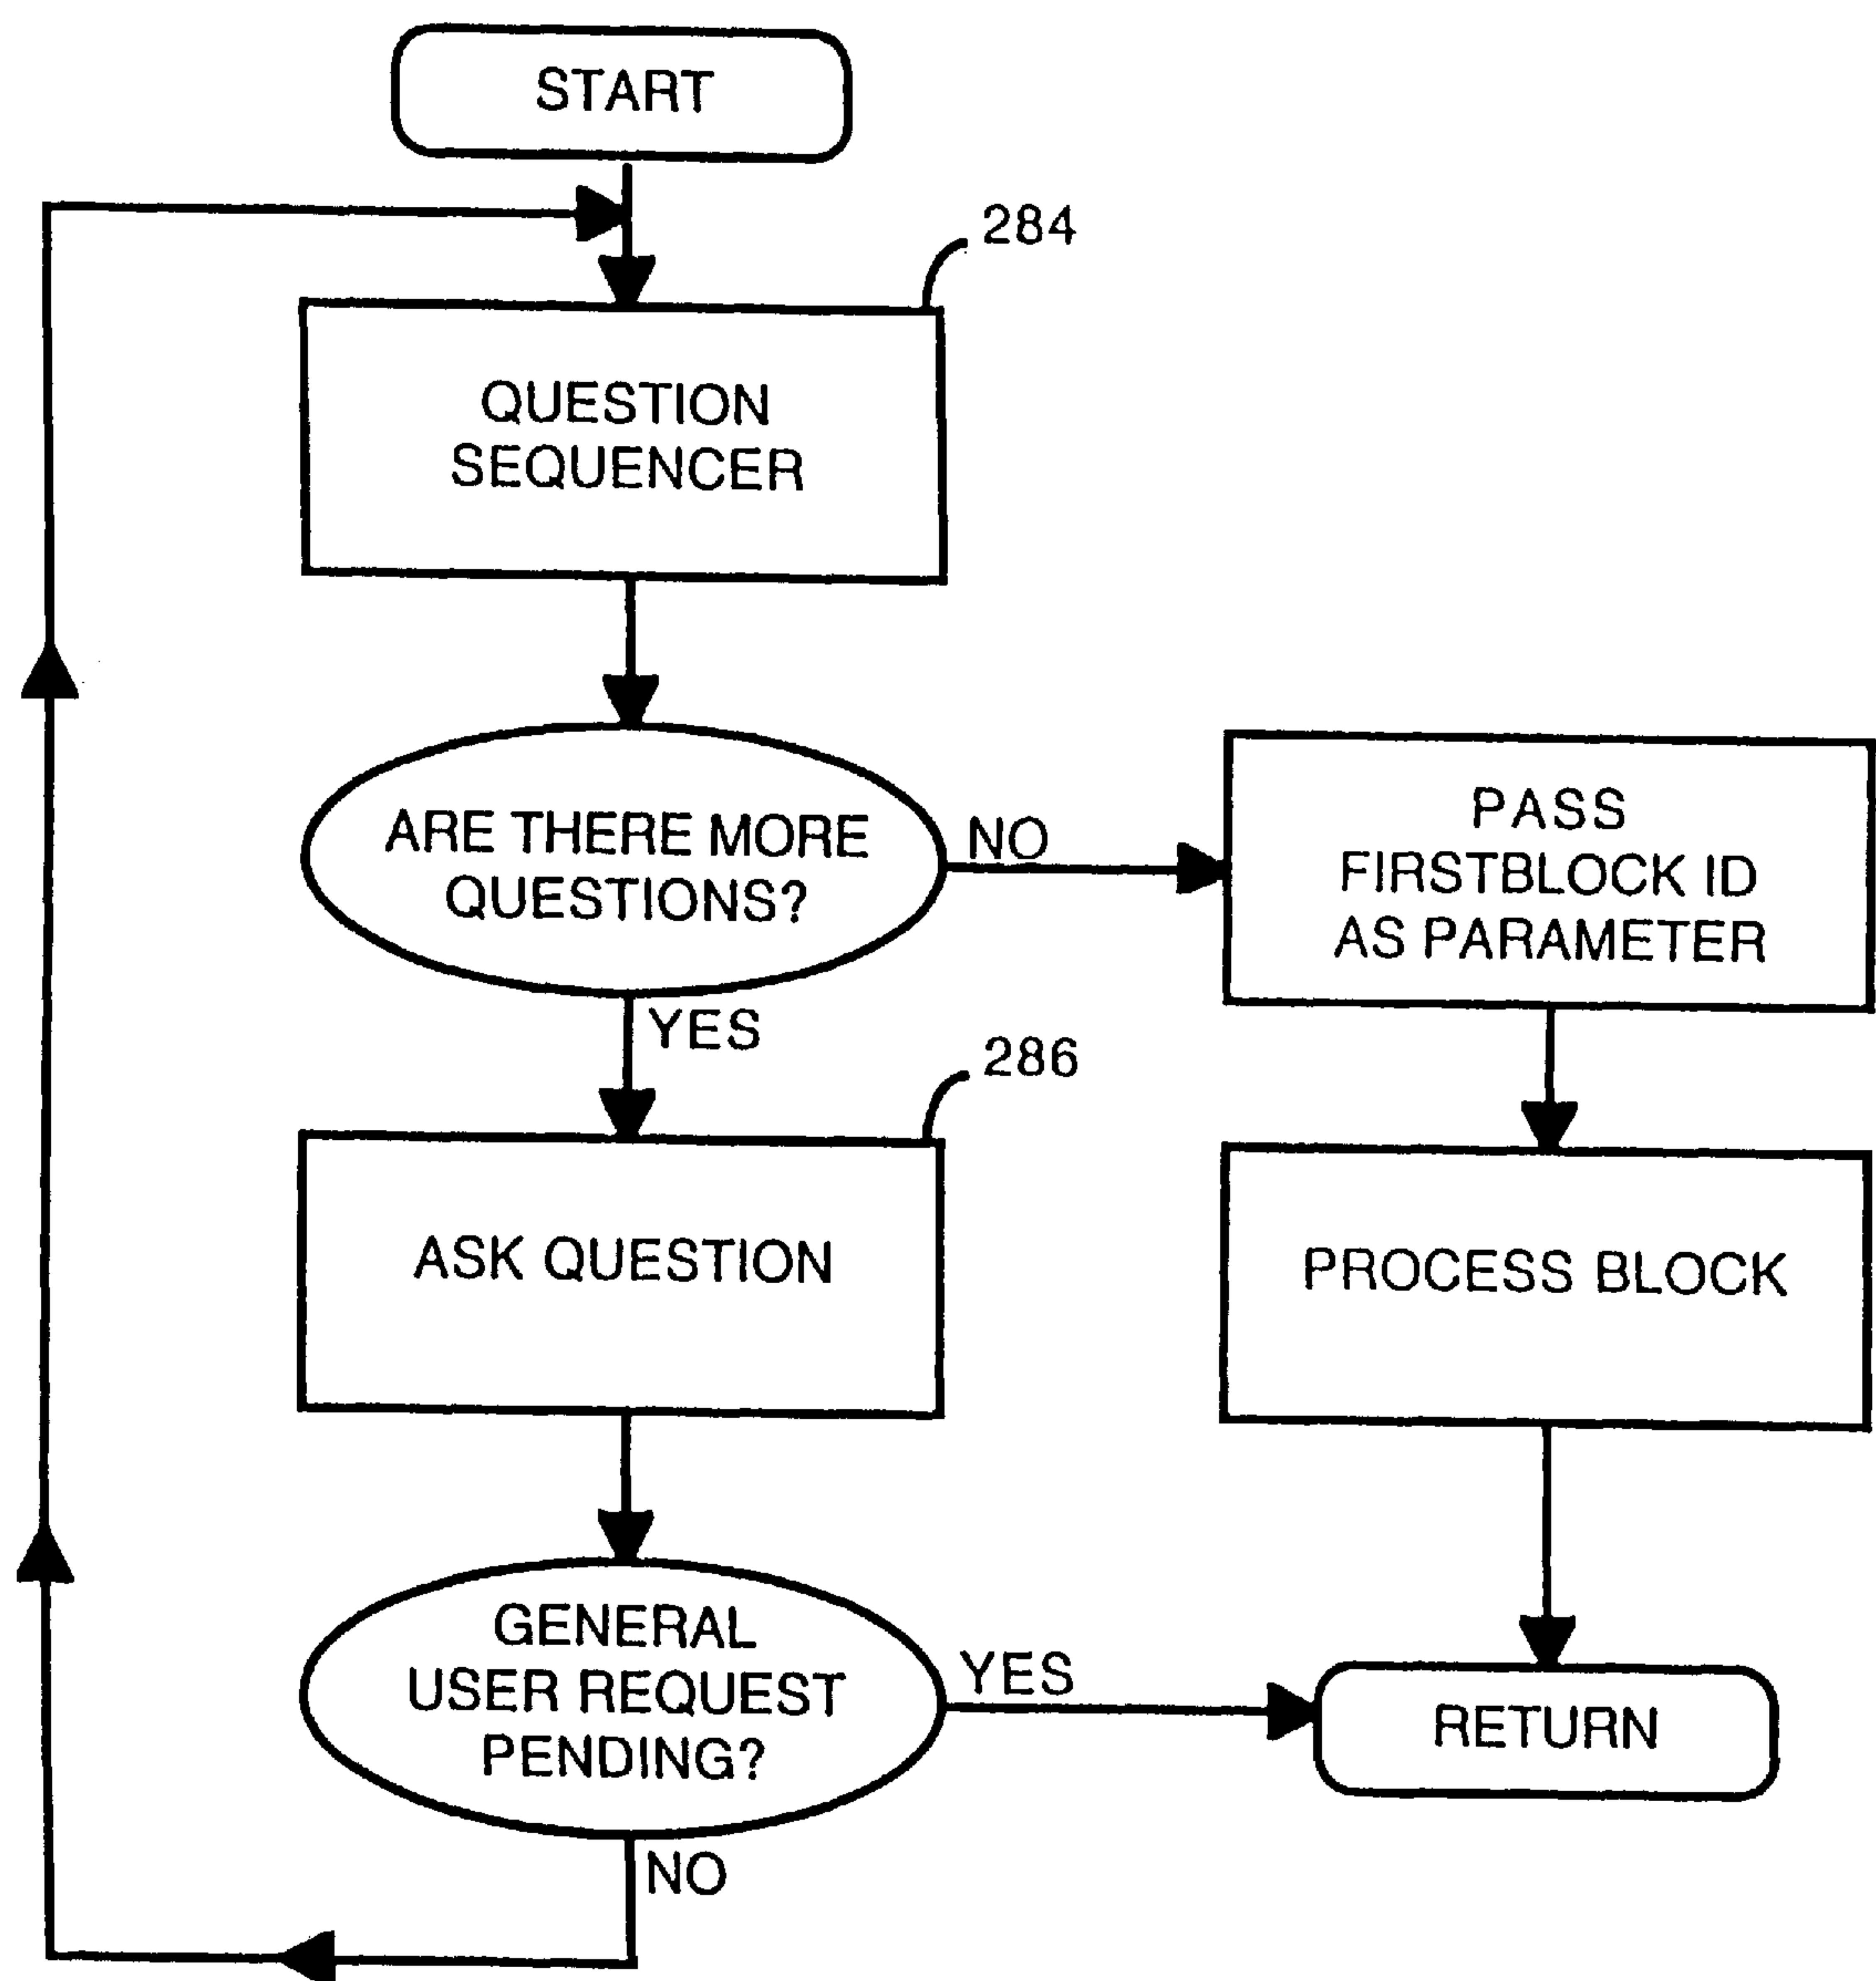 START
284
QUESTION
SEQUENCER
ARE THERE MORE
QUESTIONS?
NO
PASS
FIRSTBLOCK ID
AS PARAMETER
YES
286
ASK QUESTION
PROCESS BLOCK
GENERAL
USER REQUEST
PENDING?
YES
RETURN
NO